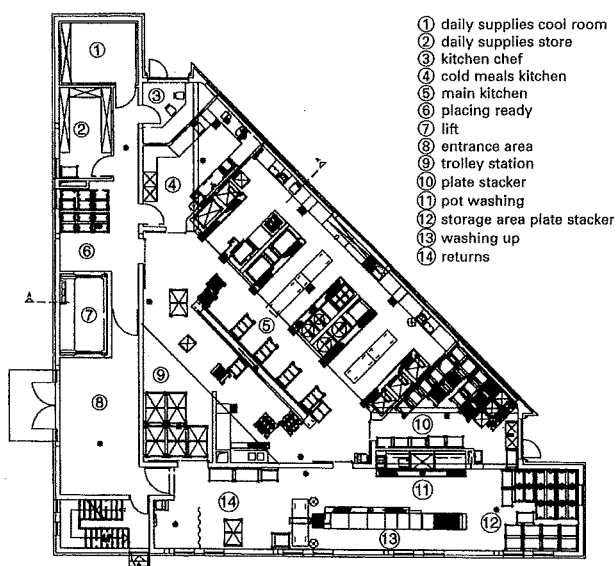 ① daily supplies cool room
② daily supplies store
③ kitchen chef
④ cold meals kitchen
⑤ main kitchen
⑥ placing ready
⑦ lift
⑧ entrance area
⑨ trolley station
⑩ plate stacker
⑪ pot washing
⑫ storage area plate stacker
⑬ washing up
⑭ returns
①
②
③
④
A
⑥
A
⑦
⑤
⑨
⑧
⑩
⑪
⑭
⑫
⑬